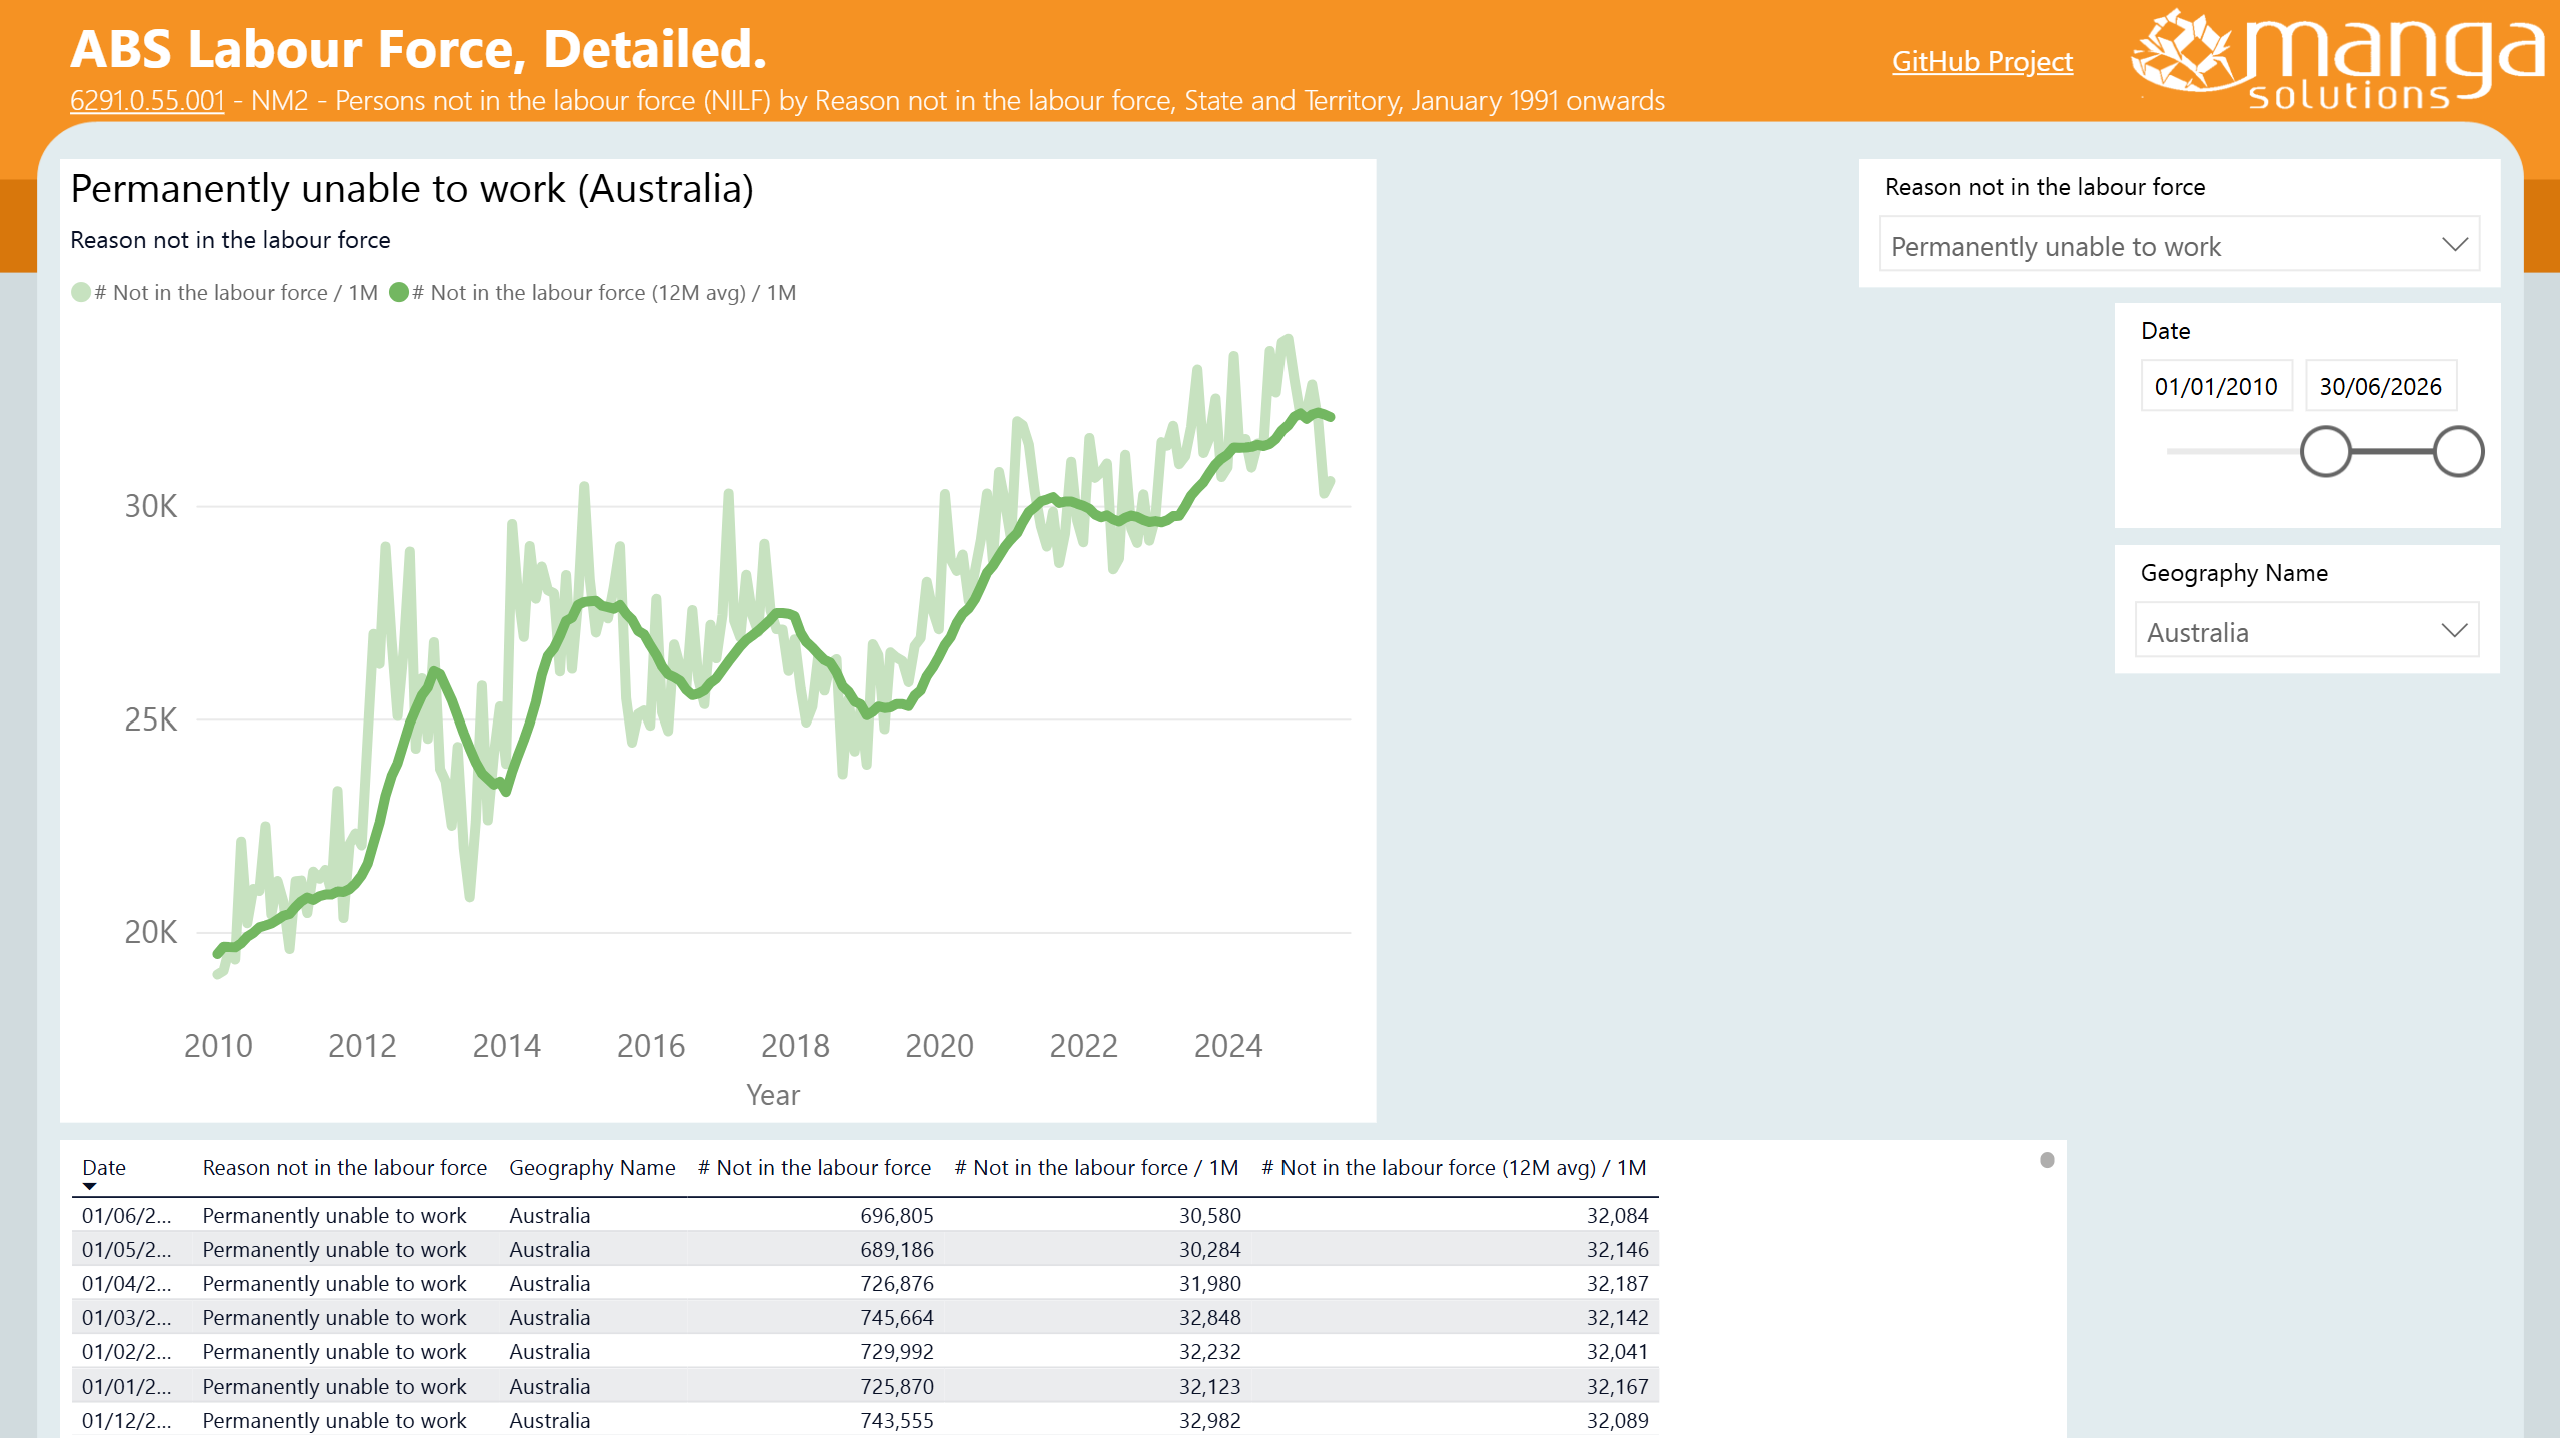 ABS Labour Force, Detailed.
6291.0.55.001 - NM2 - Persons not in the labour force (NILF) by Reason not in the labour force, State and Territory, January 1991 onwards
GitHub Project
manga
solutions
Permanently unable to work (Australia)
Reason not in the labour force
# Not in the labour force / 1M # Not in the labour force (12M avg) / 1M
30K
25K
20K
2010 2012 2014 2016 2018 2020 2022 2024
Year
Reason not in the labour force
Permanently unable to work
Date
01/01/2010 30/06/2026
Geography Name
Australia
Date Reason not in the labour force Geography Name # Not in the labour force # Not in the labour force / 1M # Not in the labour force (12M avg) / 1M
01/06/2... Permanently unable to work Australia 696,805 30,580 32,084
01/05/2... Permanently unable to work Australia 689,186 30,284 32,146
01/04/2... Permanently unable to work Australia 726,876 31,980 32,187
01/03/2... Permanently unable to work Australia 745,664 32,848 32,142
01/02/2... Permanently unable to work Australia 729,992 32,232 32,041
01/01/2... Permanently unable to work Australia 725,870 32,123 32,167
01/12/2... Permanently unable to work Australia 743,555 32,982 32,089